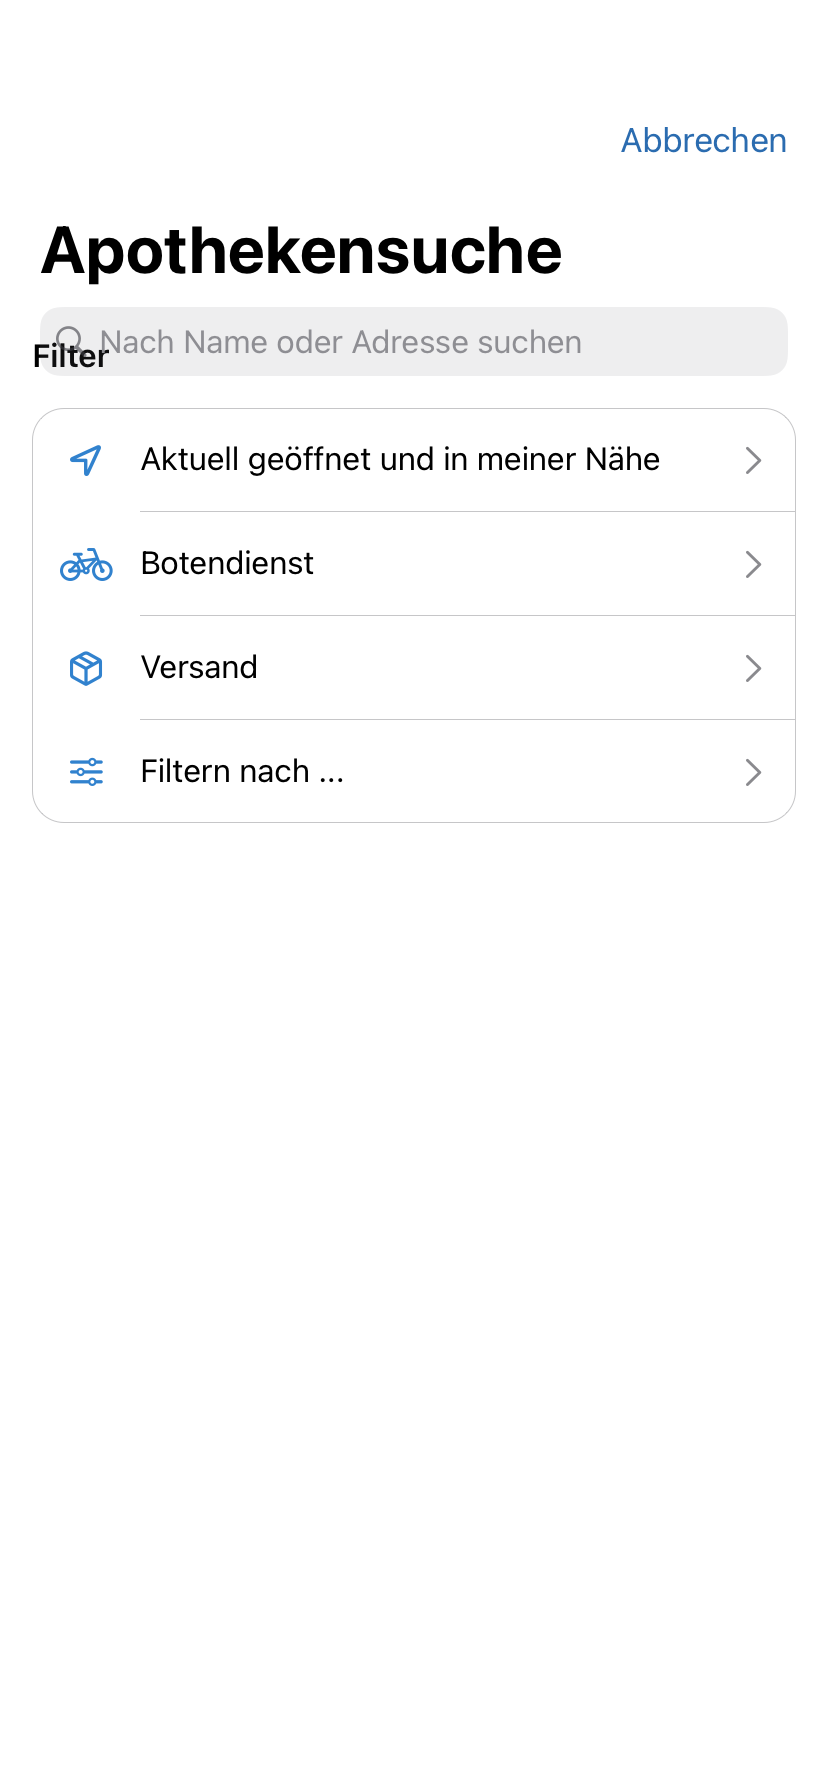 Abbrechen
Apothekensuche
Nach Name oder Adresse suchen
Filter
Aktuell geöffnet und in meiner Nähe
Botendienst
Versand
Filtern nach ...